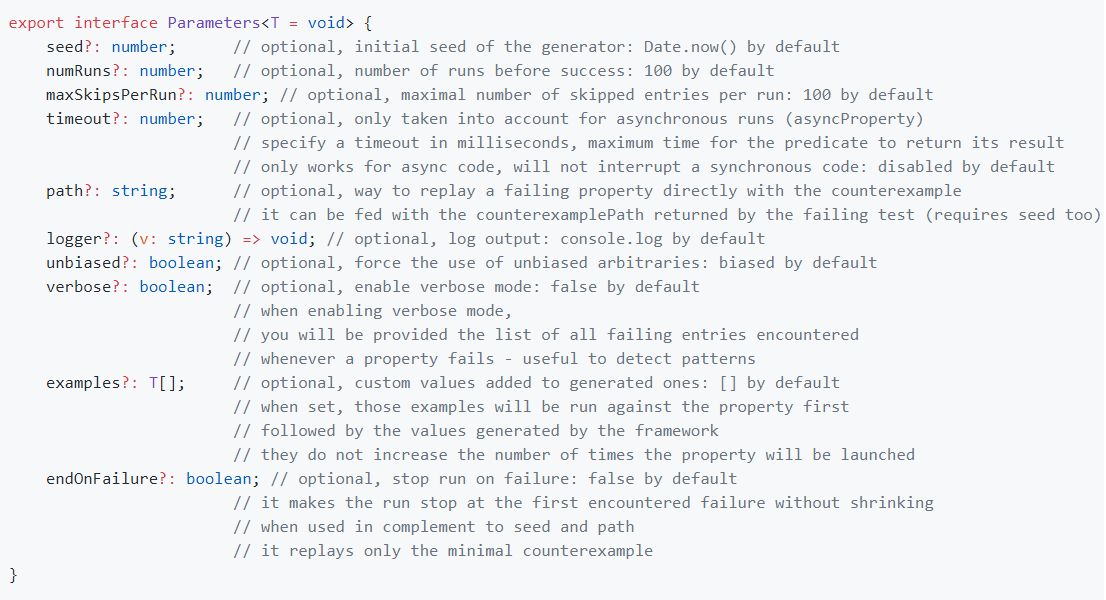 export interface Parameters<T = void> {
    seed?: number;      // optional, initial seed of the generator: Date.now() by default
    numRuns?: number;   // optional, number of runs before success: 100 by default
    maxSkipsPerRun?: number; // optional, maximal number of skipped entries per run: 100 by default
    timeout?: number;   // optional, only taken into account for asynchronous runs (asyncProperty)
                        // specify a timeout in milliseconds, maximum time for the predicate to return its result
                        // only works for async code, will not interrupt a synchronous code: disabled by default
    path?: string;      // optional, way to replay a failing property directly with the counterexample
                        // it can be fed with the counterexamplePath returned by the failing test (requires seed too)
    logger?: (v: string) => void; // optional, log output: console.log by default
    unbiased?: boolean; // optional, force the use of unbiased arbitraries: biased by default
    verbose?: boolean;  // optional, enable verbose mode: false by default
                        // when enabling verbose mode,
                        // you will be provided the list of all failing entries encountered
                        // whenever a property fails - useful to detect patterns
    examples?: T[];     // optional, custom values added to generated ones: [] by default
                        // when set, those examples will be run against the property first
                        // followed by the values generated by the framework
                        // they do not increase the number of times the property will be launched
    endOnFailure?: boolean; // optional, stop run on failure: false by default
                        // it makes the run stop at the first encountered failure without shrinking
                        // when used in complement to seed and path
                        // it replays only the minimal counterexample
}